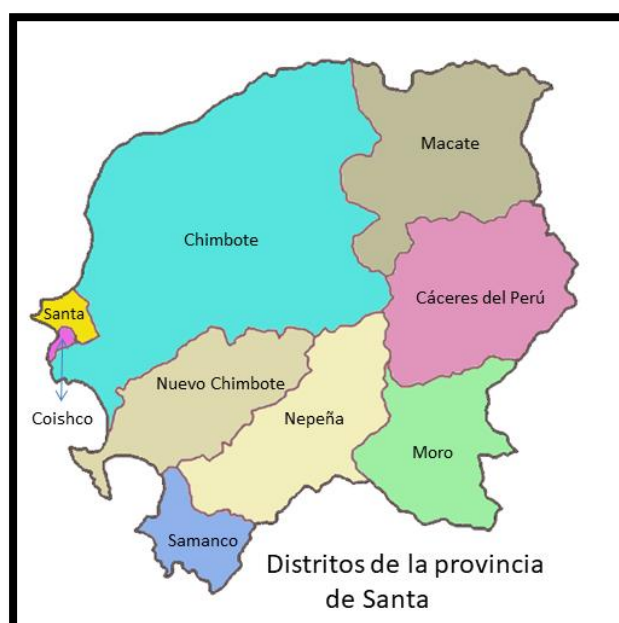 Macate
Chimbote
Cáceres del Perú
Santa
Nuevo Chimbote
Coishco
Nepeña
Moro
Samanco
Distritos de la provincia
de Santa